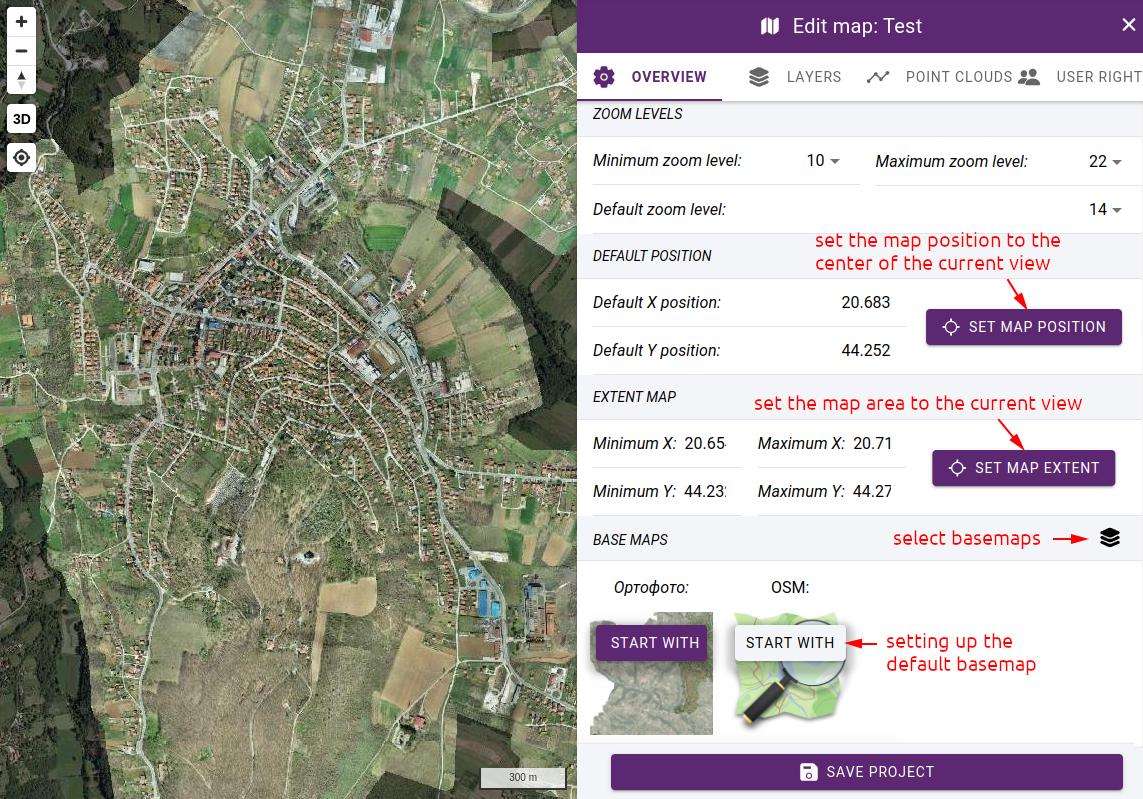 +
−
3D
300 m
Edit map: Test
×
OVERVIEW
LAYERS
POINT CLOUDS
USER RIGHT
ZOOM LEVELS
Minimum zoom level: 10
Maximum zoom level: 22
Default zoom level: 14
set the map position to the
center of the current view
DEFAULT POSITION
Default X position: 20.683
SET MAP POSITION
Default Y position: 44.252
EXTENT MAP
set the map area to the current view
Minimum X: 20.65
Maximum X: 20.71
SET MAP EXTENT
Minimum Y: 44.23
Maximum Y: 44.27
BASE MAPS
select basemaps
Ортофото:
OSM:
START WITH
START WITH
setting up the
default basemap
SAVE PROJECT